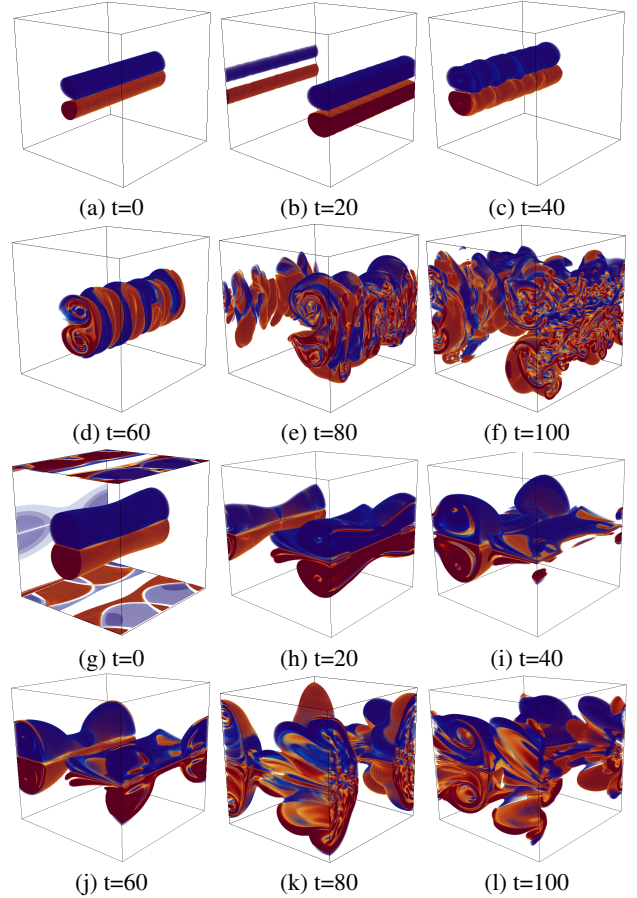 (a) t=0 (b) t=20 (c) t=40
(d) t=60 (e) t=80 (f) t=100
(g) t=0 (h) t=20 (i) t=40
(j) t=60 (k) t=80 (l) t=100